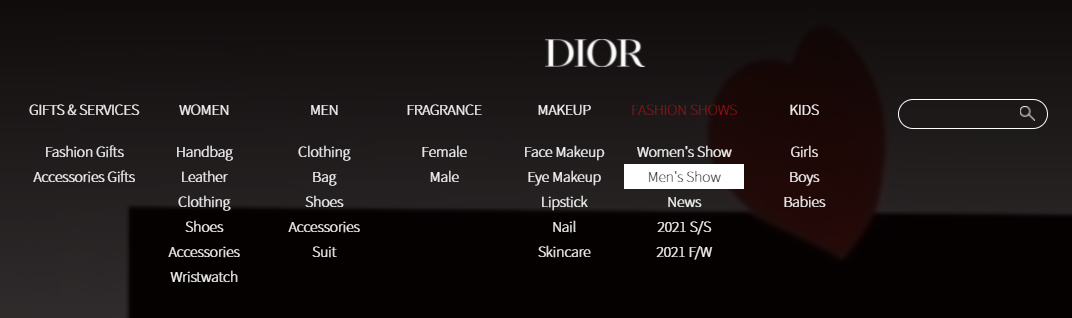 DIOR
GIFTS & SERVICES WOMEN MEN FRAGRANCE MAKEUP FASHION SHOWS KIDS
Fashion Gifts Handbag Clothing Female Face Makeup Women's Show Girls
Accessories Gifts Leather Bag Male Eye Makeup Men's Show Boys
Clothing Shoes Lipstick News Babies
Shoes Accessories Nail 2021 S/S
Accessories Suit Skincare 2021 F/W
Wristwatch